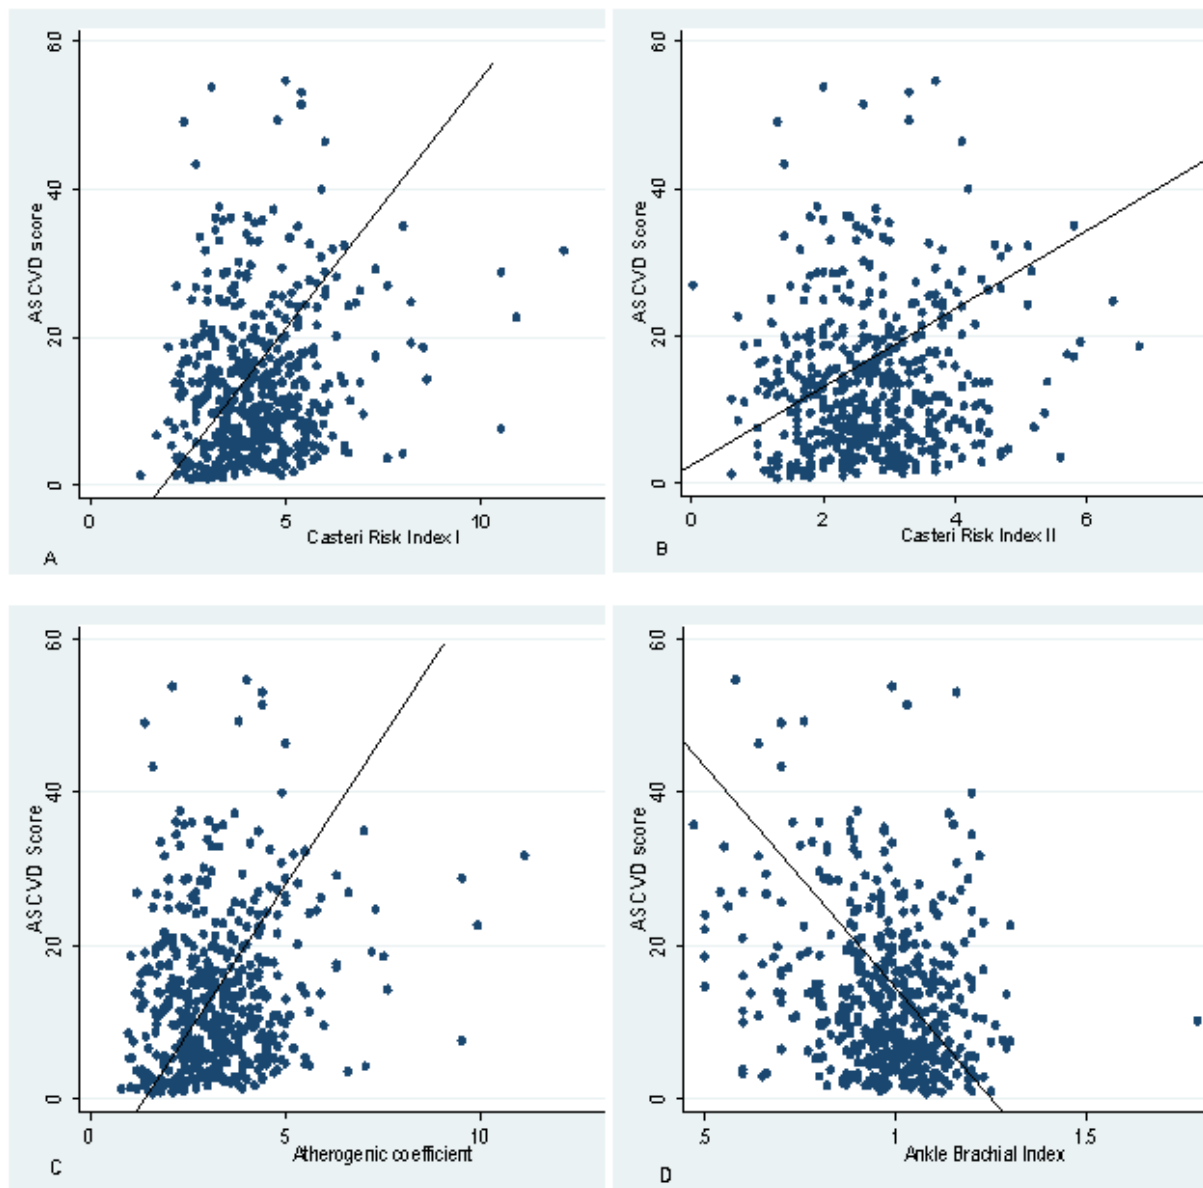 60
40
20
0
ASCVD score
0
5
10
Casteri Risk Index I
A
60
40
20
0
ASCVD Score
0
2
4
6
Casteri Risk Index II
B
60
40
20
0
ASCVD Score
0
5
10
Atherogenic coefficient
C
60
40
20
0
ASCVD score
.5
1
1.5
Ankle Brachial Index
D